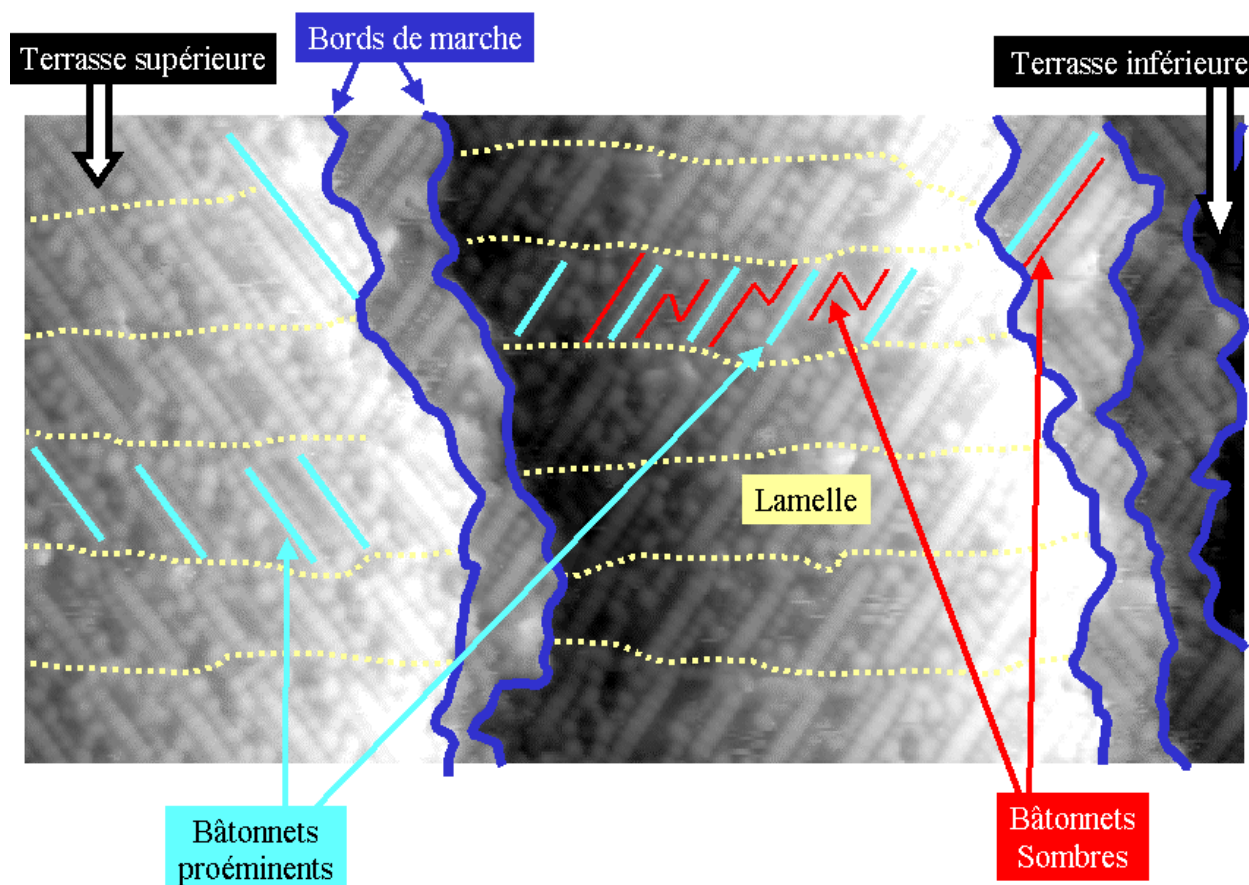 Bords de marche
Terrasse supérieure
Terrasse inférieure
Lamelle
Bâtonnets
proéminents
Bâtonnets
Sombres